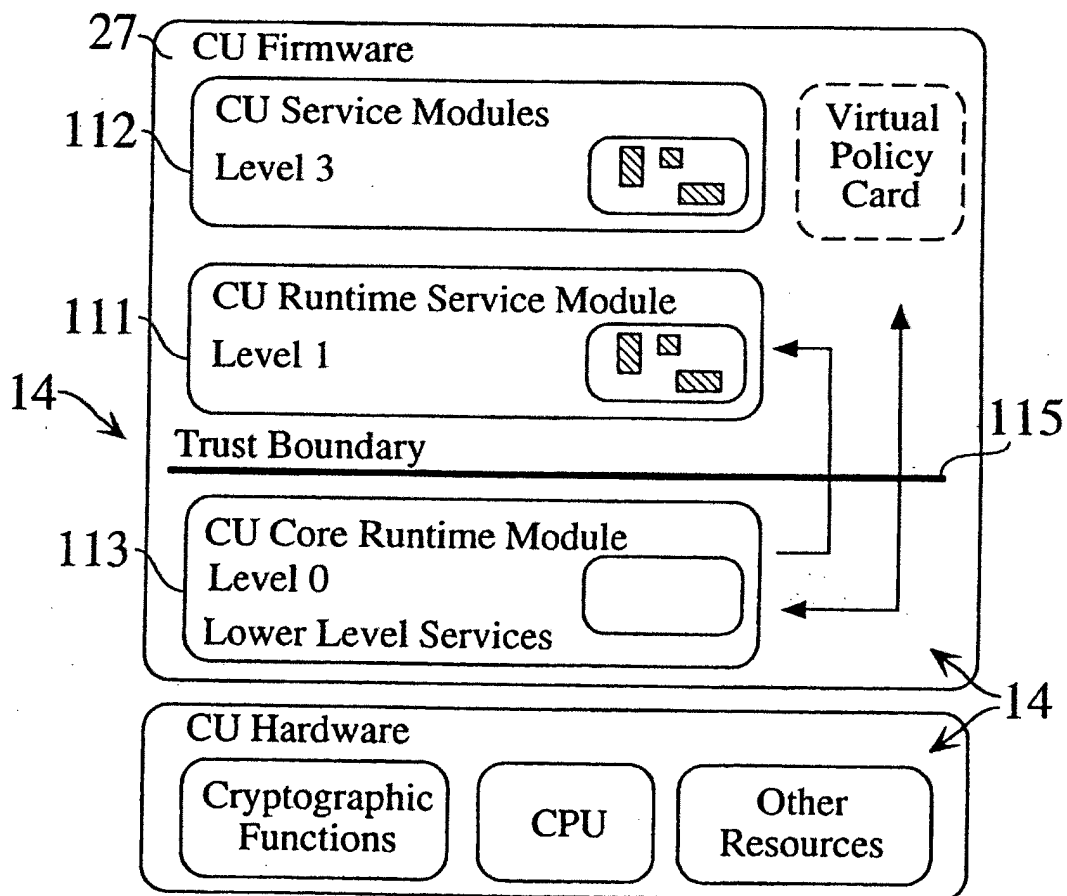 27
CU Firmware
CU Service Modules
112
Level 3
Virtual
Policy
Card
CU Runtime Service Module
111
Level 1
14
Trust Boundary
115
CU Core Runtime Module
113
Level 0
Lower Level Services
14
CU Hardware
Cryptographic
Functions
CPU
Other
Resources